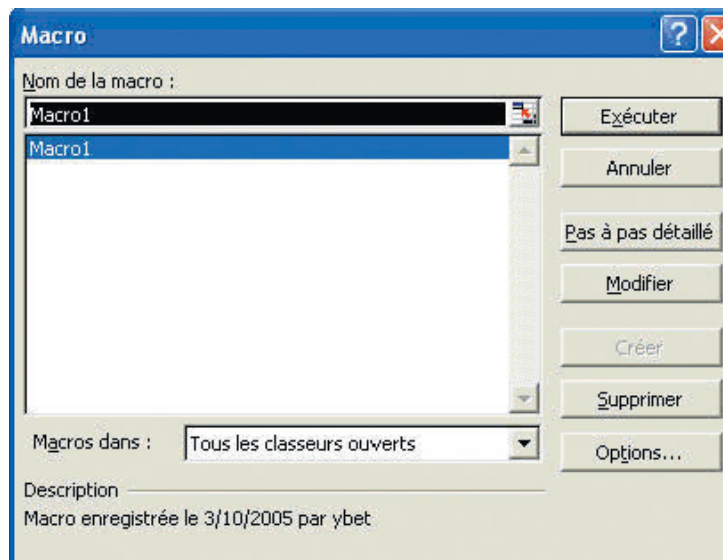 Macro
Nom de la macro :
Macro1
Macro1
Exécuter
Annuler
Pas à pas détaillé
Modifier
Créer
Supprimer
Options...
Macros dans :
Tous les classeurs ouverts
Description
Macro enregistrée le 3/10/2005 par ybet